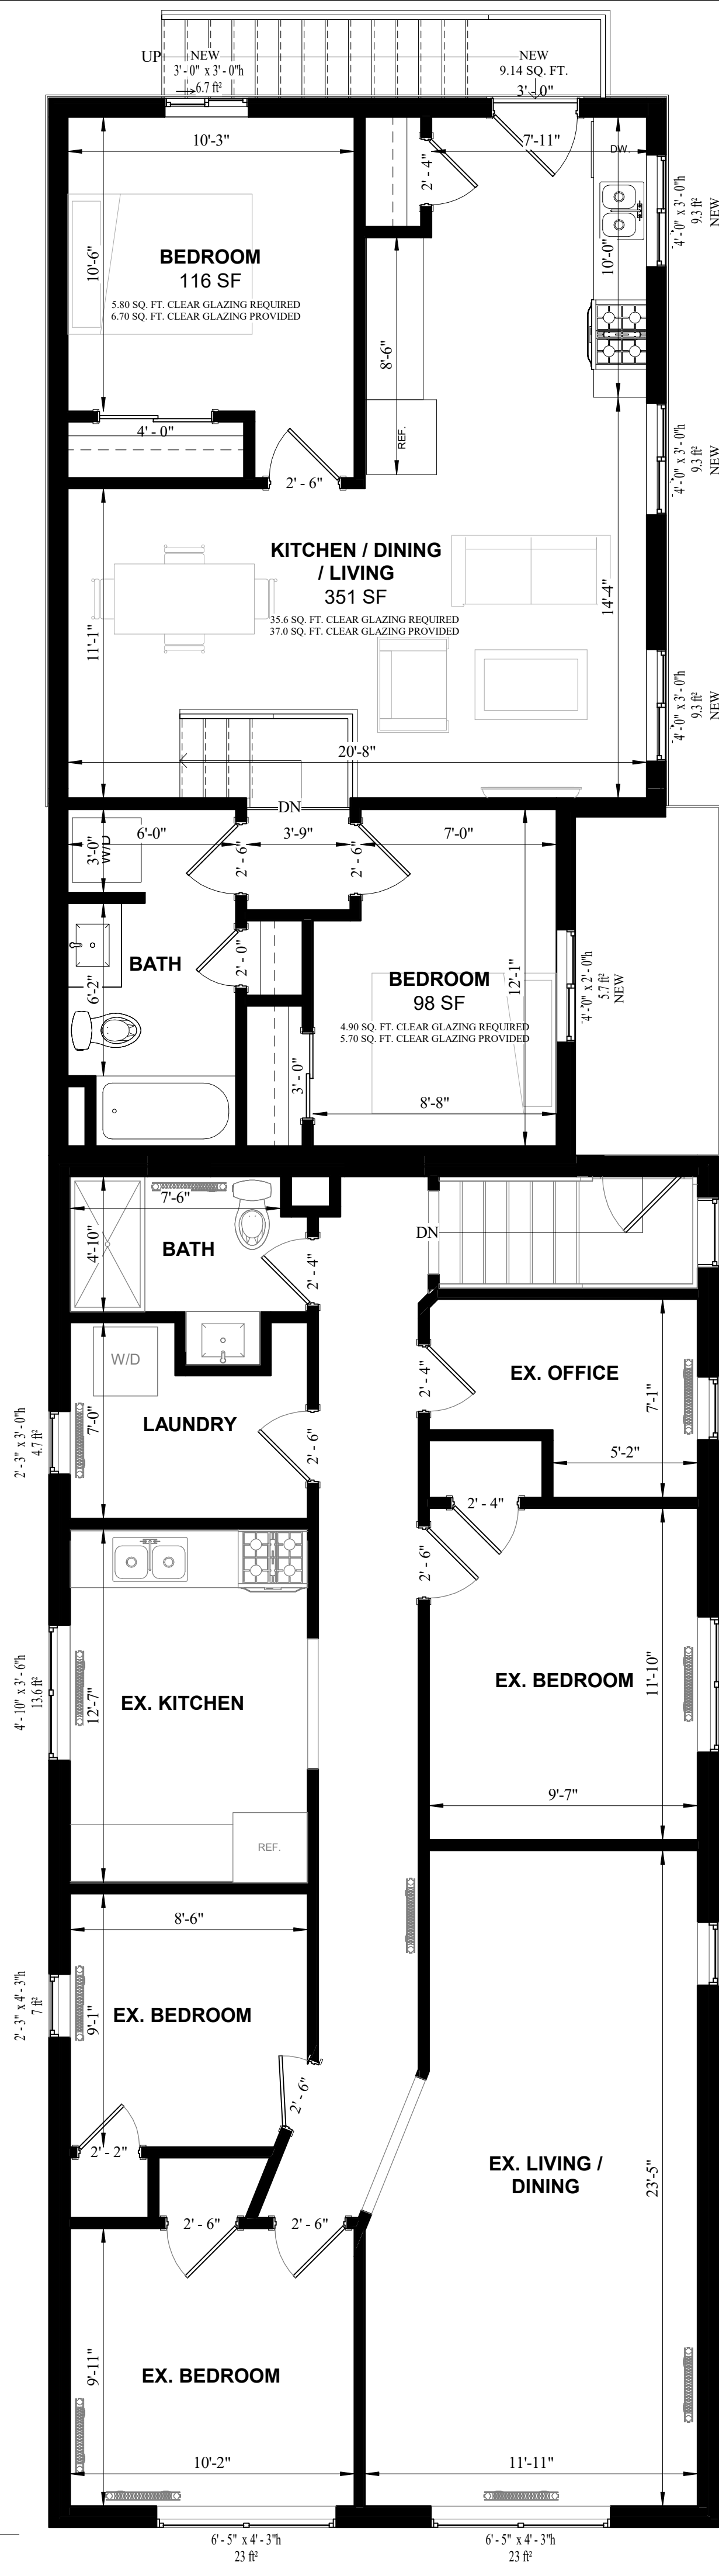 UP
NEW
3' - 0" x 3' - 0"h
6.7 ft²
NEW
9.14 SQ. FT.
3' - 0"
10'-3"
7'-11"
DW.
2' - 4"
4'-0" x 3' - 0"h
9.3 ft²
NEW
10'-6"
BEDROOM
116 SF
5.80 SQ. FT. CLEAR GLAZING REQUIRED
6.70 SQ. FT. CLEAR GLAZING PROVIDED
10'-0"
8'-6"
REF.
4' - 0"
2' - 6"
4'-0" x 3' - 0"h
9.3 ft²
NEW
KITCHEN / DINING
/ LIVING
351 SF
35.6 SQ. FT. CLEAR GLAZING REQUIRED
37.0 SQ. FT. CLEAR GLAZING PROVIDED
14'-4"
11'-1"
4'-0" x 3' - 0"h
9.3 ft²
NEW
20'-8"
DN
3'-0"
W/D
6'-0"
2' - 6"
3'-9"
2' - 6"
7'-0"
BATH
2' - 0"
6'-2"
BEDROOM
98 SF
4.90 SQ. FT. CLEAR GLAZING REQUIRED
5.70 SQ. FT. CLEAR GLAZING PROVIDED
12'-1"
4'-0" x 2' - 0"h
5.7 ft²
NEW
3' - 0"
8'-8"
7'-6"
4'-10"
BATH
2' - 4"
DN
W/D
7'-0"
LAUNDRY
2' - 6"
2' - 3" x 3' - 0"h
4.7 ft²
2' - 4"
EX. OFFICE
7'-1"
5'-2"
2' - 4"
2' - 6"
4' - 10" x 3' - 6"h
13.6 ft²
12'-7"
EX. KITCHEN
REF.
EX. BEDROOM
11'-10"
9'-7"
8'-6"
2' - 3" x 4' - 3"h
7 ft²
9'-1"
EX. BEDROOM
2' - 6"
2' - 2"
2' - 6"
2' - 6"
EX. LIVING /
DINING
23'-5"
9'-11"
EX. BEDROOM
10'-2"
11'-11"
6' - 5" x 4' - 3"h
23 ft²
6' - 5" x 4' - 3"h
23 ft²